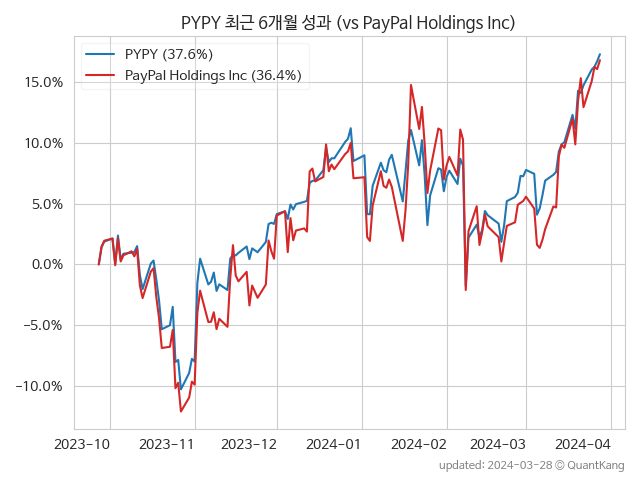 PYPY 최근 6개월 성과 (vs PayPal Holdings Inc)
PYPY (37.6%)
PayPal Holdings Inc (36.4%)
15.0%
10.0%
5.0%
0.0%
−5.0%
−10.0%
2023-10 2023-11 2023-12 2024-01 2024-02 2024-03 2024-04
updated: 2024-03-28 © QuantKang